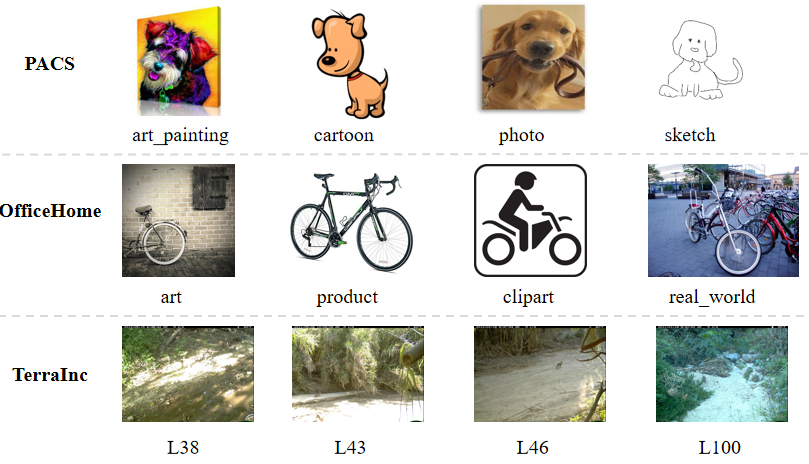 PACS
art_painting cartoon photo sketch
OfficeHome
art product clipart real_world
TerraInc
L38 L43 L46 L100